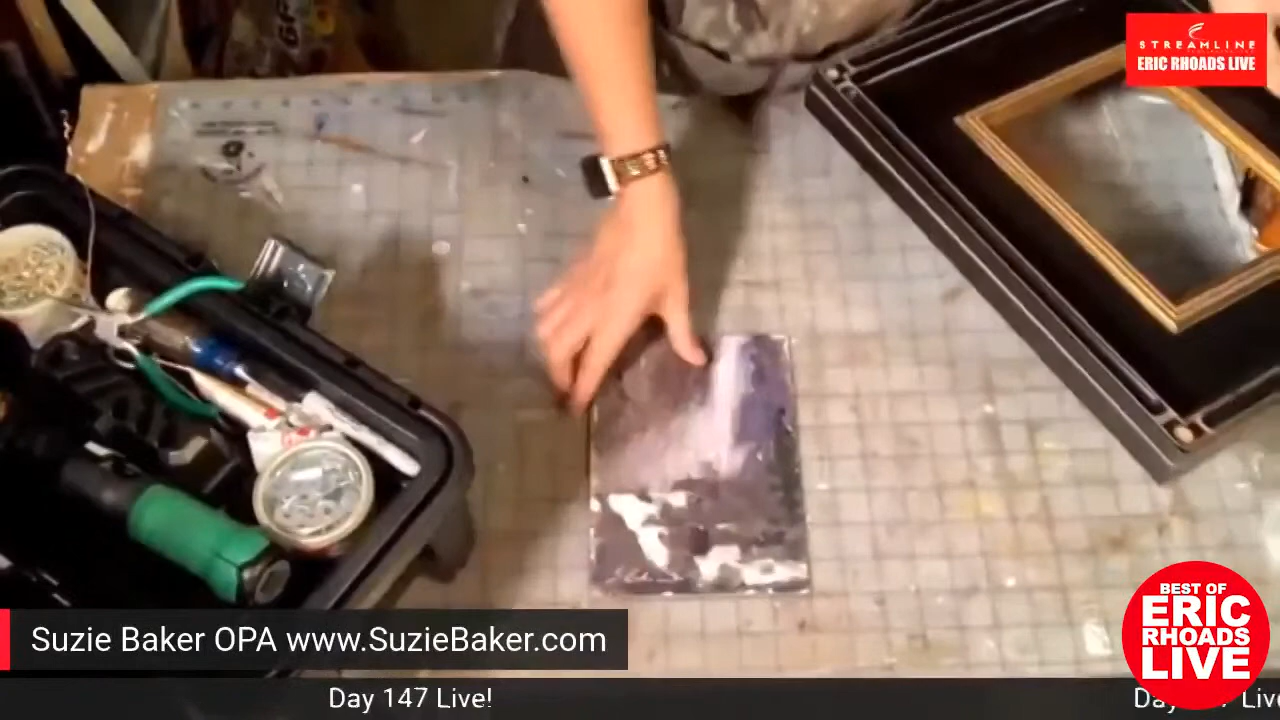 STREAMLINE
ERIC RHOADS LIVE
BEST OF
ERIC
RHOADS
LIVE
Suzie Baker OPA www.SuzieBaker.com
Day 147 Live!